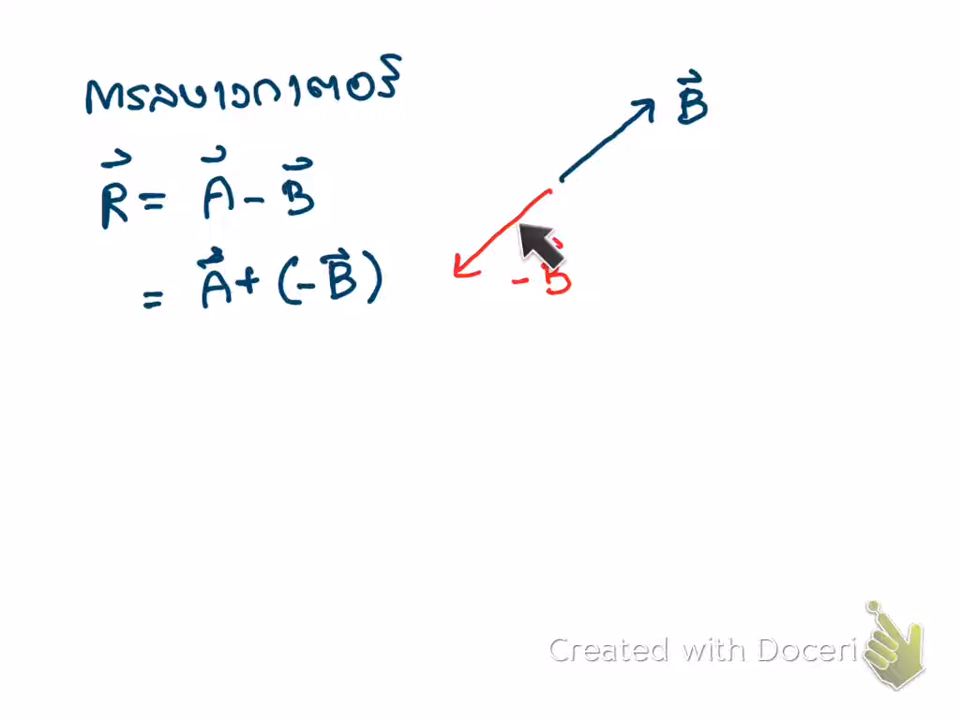 การลบเวกเตอร์
R⃗ = A⃗ - B⃗
= A⃗ + (-B⃗)
B⃗
-B⃗
Created with Doceri